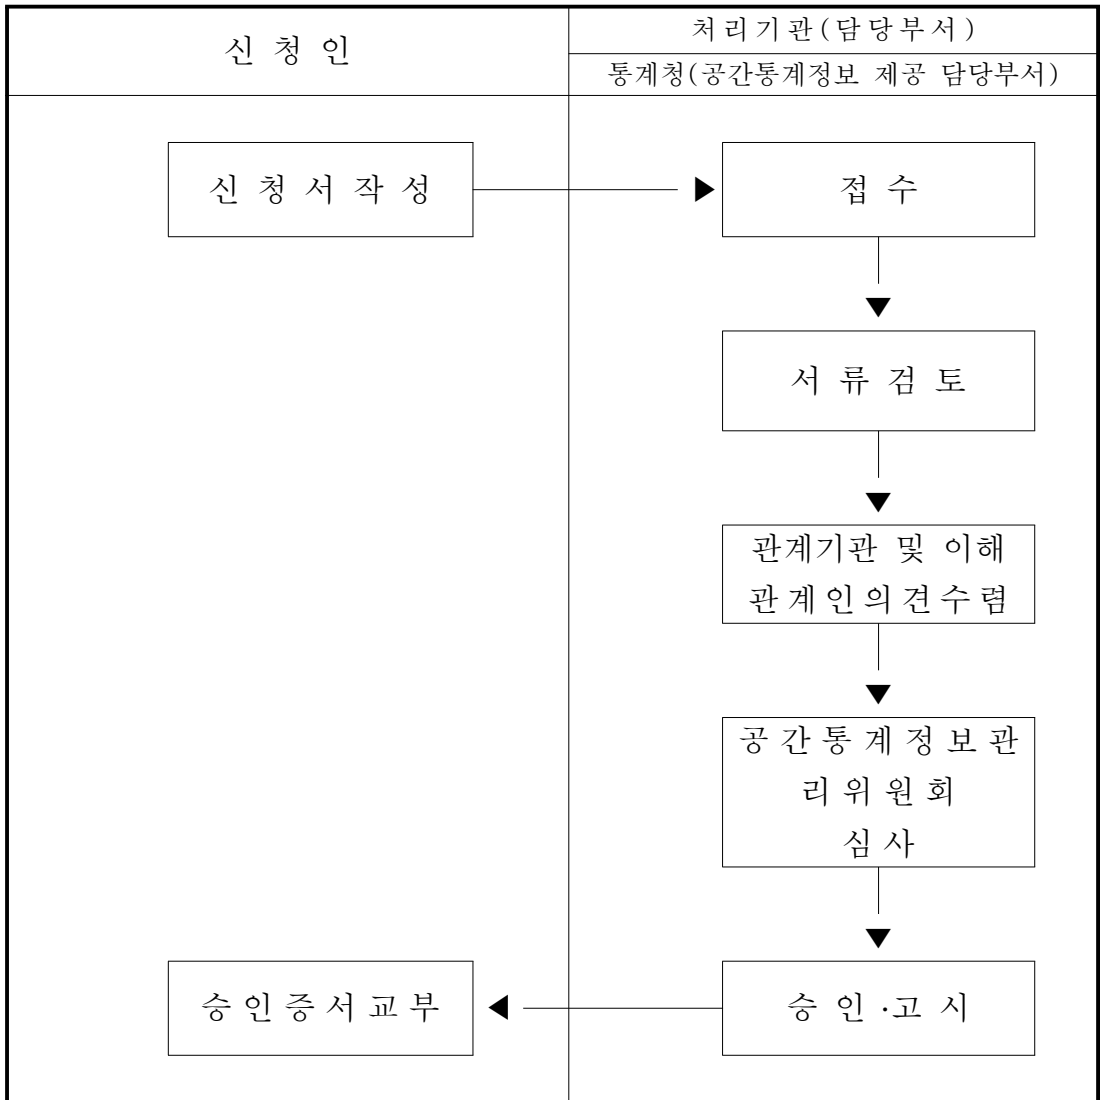 신 청 인
처리기관(담당부서)
통계청(공간통계정보 제공 담당부서)
신 청 서 작 성
접 수
서 류 검 토
관계기관 및 이해
관계인의견수렴
공간통계정보관
리위원회
심사
승인증서교부
승 인 ·고 시